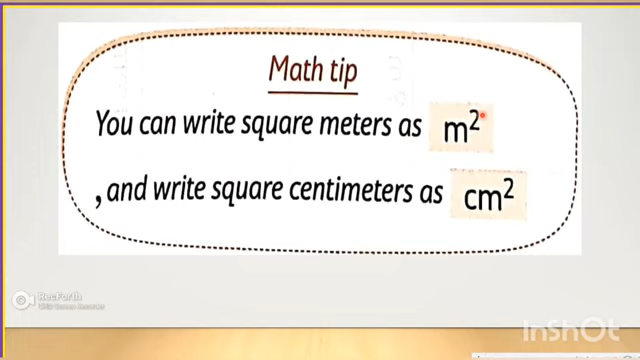 Math tip
You can write square meters as m²
, and write square centimeters as cm²
RecForth
InShOt